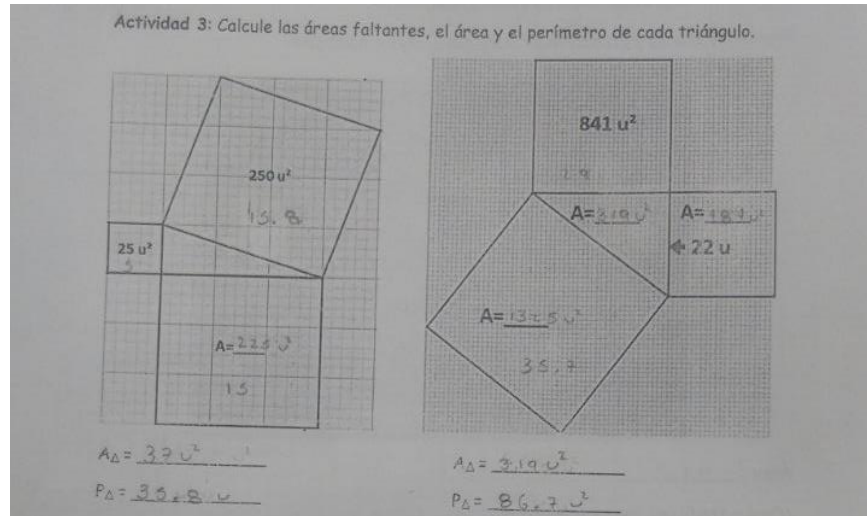 Actividad 3: Calcule las áreas faltantes, el área y el perímetro de cada triángulo.
250 u²
15.8
25 u²
5
A=225 u²
15
A△ = 37 u²
P△ = 35.8 u
841 u²
29
A=319 u²
A= u²
22 u
A=1325 u²
35.7
A△ = 319 u²
P△ = 86.7 u²